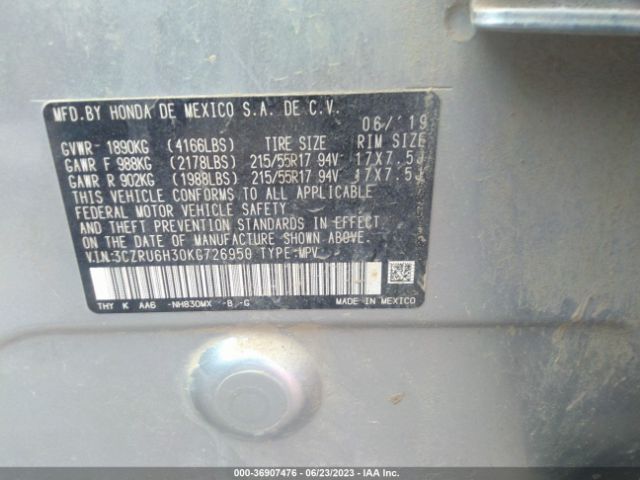 MFD.BY HONDA DE MEXICO S.A. DE C.V. 06/'19
GVWR 1890KG (4166LBS) TIRE SIZE RIM SIZE
GAWR F 988KG (2178LBS) 215/55R17 94V 17X7.5J
GAWR R 902KG (1988LBS) 215/55R17 94V 17X7.5J
THIS VEHICLE CONFORMS TO ALL APPLICABLE
FEDERAL MOTOR VEHICLE SAFETY
AND THEFT PREVENTION STANDARDS IN EFFECT
ON THE DATE OF MANUFACTURE SHOWN ABOVE.
V.I.N:3CZRU6H30KG726950 TYPE:MPV
THY K AA6 -NH830MX -B -G MADE IN MEXICO
000-36907476 - 06/23/2023 - IAAI.com